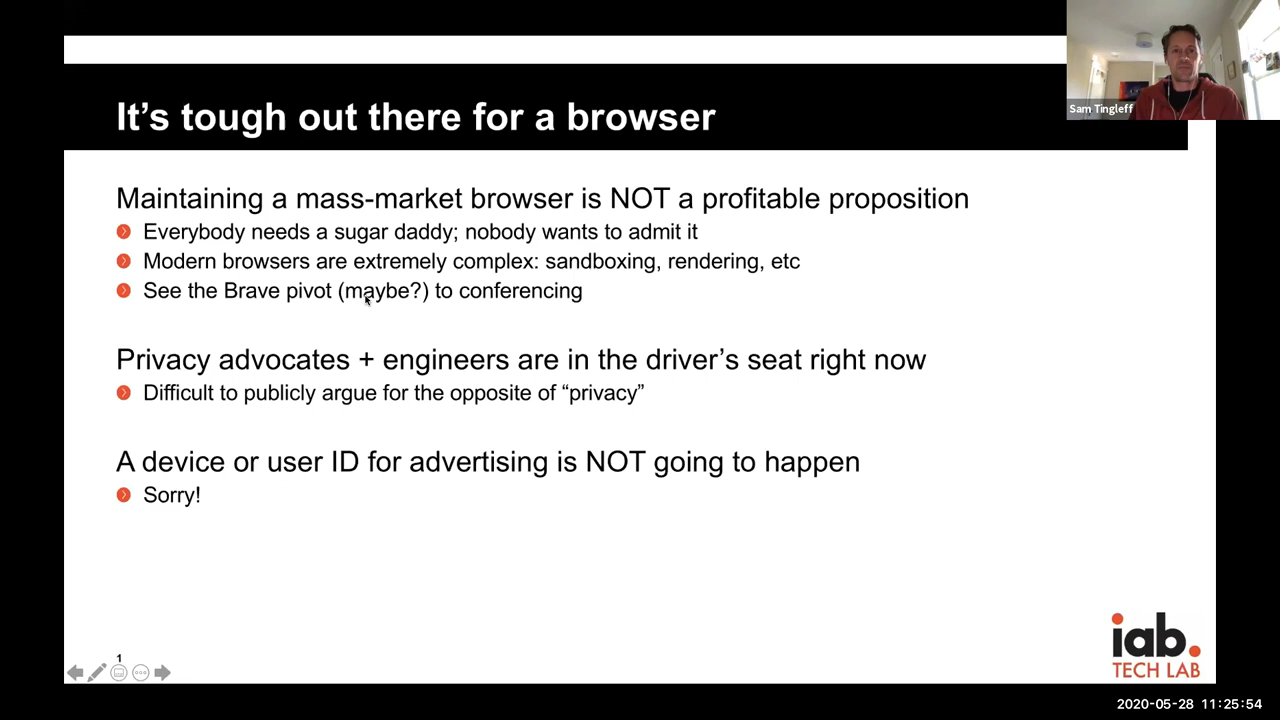 Sam Tingleff
It's tough out there for a browser
Maintaining a mass-market browser is NOT a profitable proposition
Everybody needs a sugar daddy; nobody wants to admit it
Modern browsers are extremely complex: sandboxing, rendering, etc
See the Brave pivot (maybe?) to conferencing
Privacy advocates + engineers are in the driver’s seat right now
Difficult to publicly argue for the opposite of “privacy”
A device or user ID for advertising is NOT going to happen
Sorry!
iab.
TECH LAB
1
2020-05-28 11:25:54